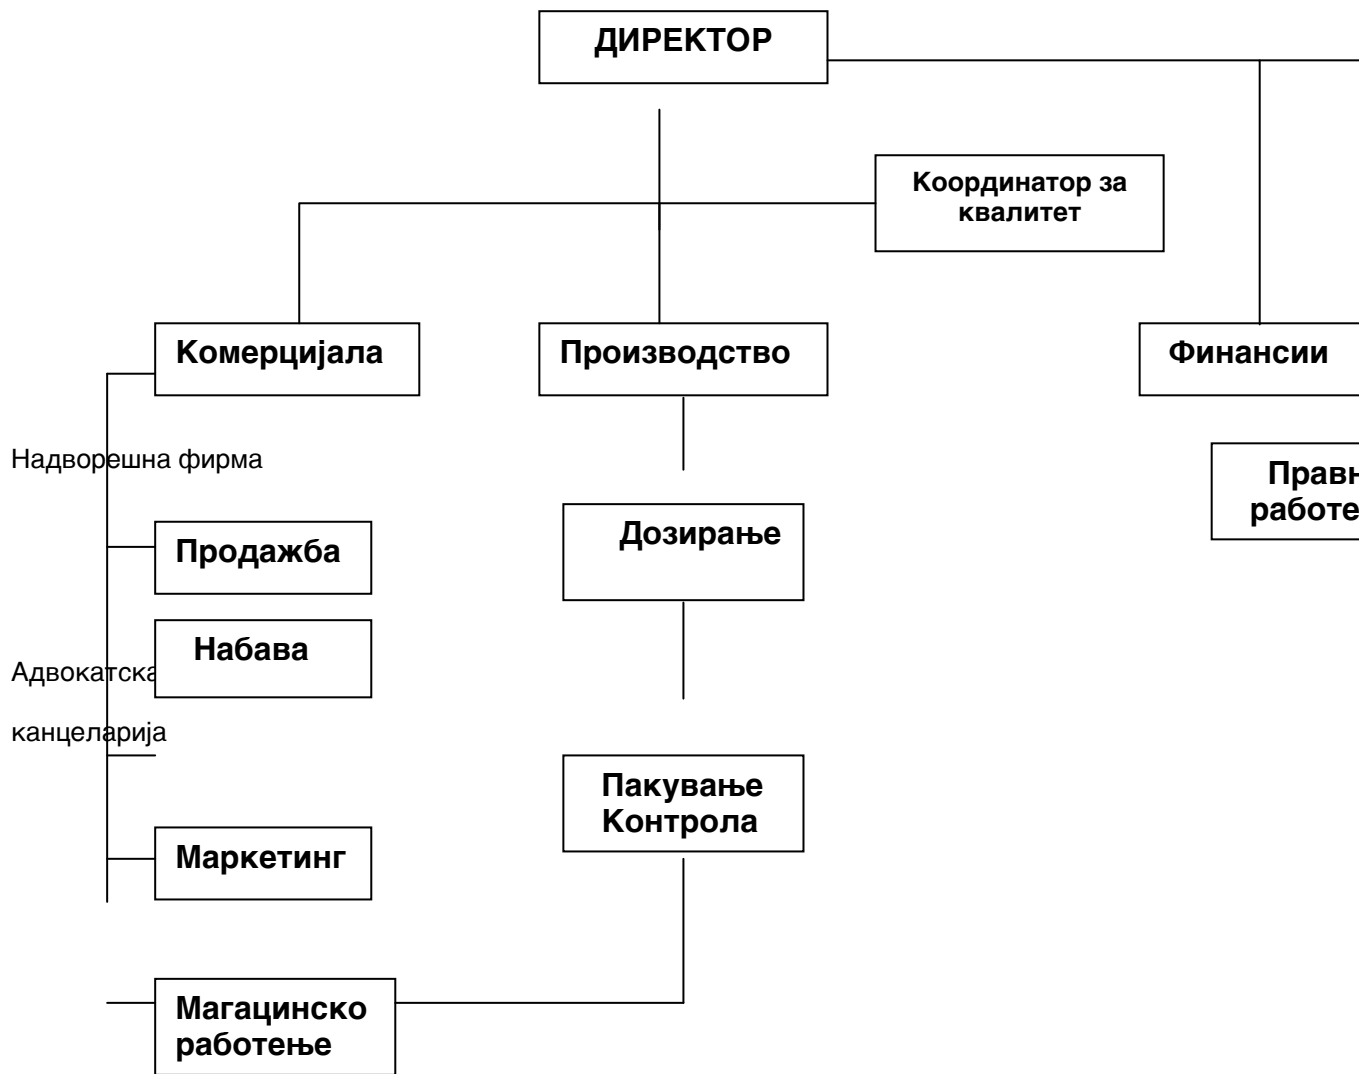 ДИРЕКТОР
Координатор за
квалитет
Комерцијала
Производство
Финансии
Надворешна фирма
Продажба
Дозирање
Набава
Адвокатска
канцеларија
Пакување
Контрола
Маркетинг
Магацинско
работење